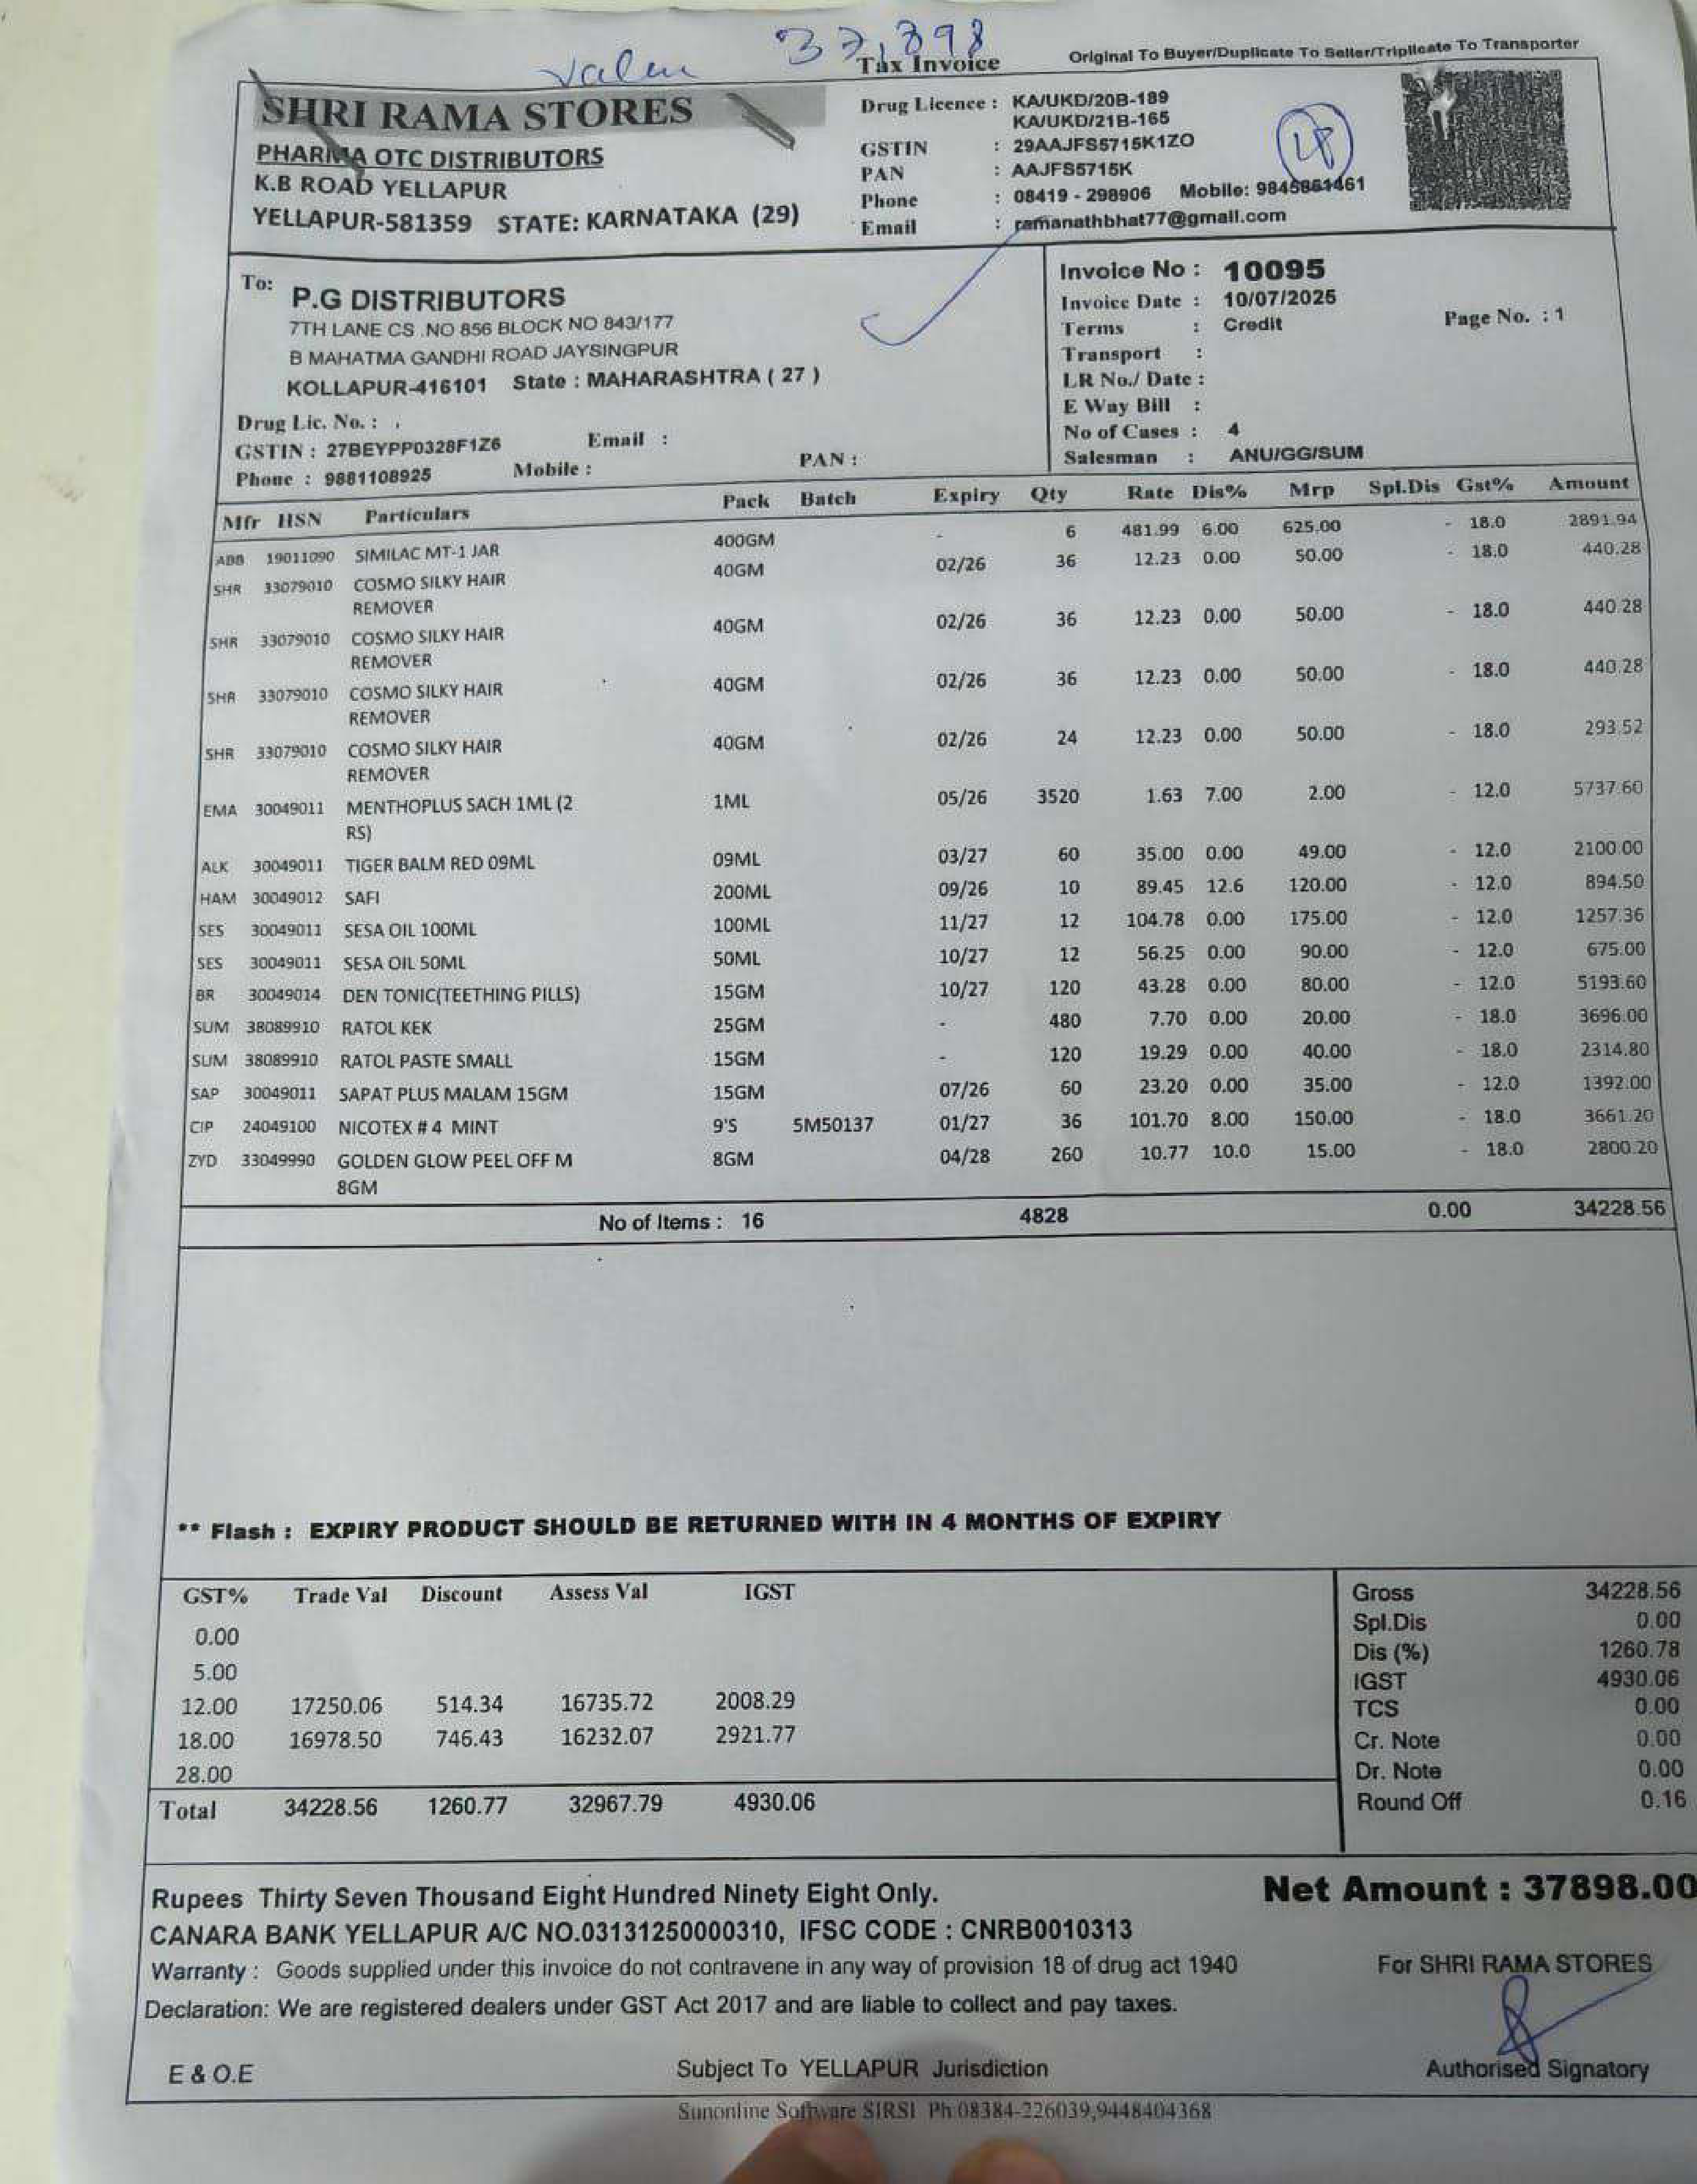 Valeu 37,898
Tax Invoice
Original To Buyer/Duplicate To Seller/Triplicate To Transporter
SHRI RAMA STORES
PHARMA OTC DISTRIBUTORS
K.B ROAD YELLAPUR
YELLAPUR-581359 STATE: KARNATAKA (29)
Drug Licence : KA/UKD/20B-189
KA/UKD/21B-165
GSTIN : 29AAJFS5715K1ZO
PAN : AAJFS5715K
Phone : 08419 - 298906 Mobile: 9845861461
Email : ramanathbhat77@gmail.com
To:
P.G DISTRIBUTORS
7TH LANE CS .NO 856 BLOCK NO 843/177
B MAHATMA GANDHI ROAD JAYSINGPUR
KOLLAPUR-416101 State : MAHARASHTRA ( 27 )
Drug Lic. No. : .
GSTIN : 27BEYPP0328F1Z6 Email :
Phone : 9881108925 Mobile : PAN :
Invoice No : 10095
Invoice Date : 10/07/2025
Terms : Credit Page No. : 1
Transport :
LR No./ Date :
E Way Bill :
No of Cases : 4
Salesman : ANU/GG/SUM
Mfr HSN Particulars Pack Batch Expiry Qty Rate Dis% Mrp Spl.Dis Gst% Amount
ABB 19011090 SIMILAC MT-1 JAR 400GM - 6 481.99 6.00 625.00 - 18.0 2891.94
SHR 33079010 COSMO SILKY HAIR 40GM 02/26 36 12.23 0.00 50.00 - 18.0 440.28
REMOVER
SHR 33079010 COSMO SILKY HAIR 40GM 02/26 36 12.23 0.00 50.00 - 18.0 440.28
REMOVER
SHR 33079010 COSMO SILKY HAIR 40GM 02/26 36 12.23 0.00 50.00 - 18.0 440.28
REMOVER
SHR 33079010 COSMO SILKY HAIR 40GM 02/26 24 12.23 0.00 50.00 - 18.0 293.52
REMOVER
EMA 30049011 MENTHOPLUS SACH 1ML (2 1ML 05/26 3520 1.63 7.00 2.00 - 12.0 5737.60
RS)
ALK 30049011 TIGER BALM RED 09ML 09ML 03/27 60 35.00 0.00 49.00 - 12.0 2100.00
HAM 30049012 SAFI 200ML 09/26 10 89.45 12.6 120.00 - 12.0 894.50
SES 30049011 SESA OIL 100ML 100ML 11/27 12 104.78 0.00 175.00 - 12.0 1257.36
SES 30049011 SESA OIL 50ML 50ML 10/27 12 56.25 0.00 90.00 - 12.0 675.00
BR 30049014 DEN TONIC(TEETHING PILLS) 15GM 10/27 120 43.28 0.00 80.00 - 12.0 5193.60
SUM 38089910 RATOL KEK 25GM - 480 7.70 0.00 20.00 - 18.0 3696.00
SUM 38089910 RATOL PASTE SMALL 15GM - 120 19.29 0.00 40.00 - 18.0 2314.80
SAP 30049011 SAPAT PLUS MALAM 15GM 15GM 07/26 60 23.20 0.00 35.00 - 12.0 1392.00
CIP 24049100 NICOTEX # 4 MINT 9'S 5M50137 01/27 36 101.70 8.00 150.00 - 18.0 3661.20
ZYD 33049990 GOLDEN GLOW PEEL OFF M 8GM 04/28 260 10.77 10.0 15.00 - 18.0 2800.20
8GM
No of Items : 16 4828 0.00 34228.56
** Flash : EXPIRY PRODUCT SHOULD BE RETURNED WITH IN 4 MONTHS OF EXPIRY
GST% Trade Val Discount Assess Val IGST
0.00
5.00
12.00 17250.06 514.34 16735.72 2008.29
18.00 16978.50 746.43 16232.07 2921.77
28.00
Total 34228.56 1260.77 32967.79 4930.06
Gross 34228.56
Spl.Dis 0.00
Dis (%) 1260.78
IGST 4930.06
TCS 0.00
Cr. Note 0.00
Dr. Note 0.00
Round Off 0.16
Rupees Thirty Seven Thousand Eight Hundred Ninety Eight Only. Net Amount : 37898.00
CANARA BANK YELLAPUR A/C NO.03131250000310, IFSC CODE : CNRB0010313
Warranty : Goods supplied under this invoice do not contravene in any way of provision 18 of drug act 1940
For SHRI RAMA STORES
Declaration: We are registered dealers under GST Act 2017 and are liable to collect and pay taxes.
E & O.E Subject To YELLAPUR Jurisdiction Authorised Signatory
Sunonline Software SIRSI Ph:08384-226039,9448404368